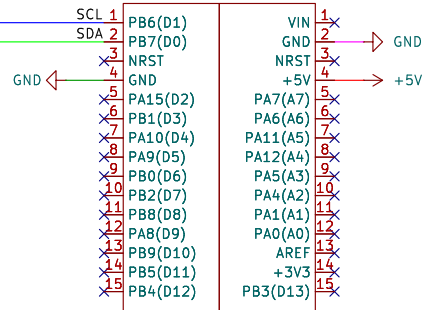 SCL 1 PB6(D1) VIN 1
SDA 2 PB7(D0) GND 2 GND
3 NRST NRST 3
GND 4 GND +5V 4 +5V
5 PA15(D2) PA7(A7) 5
6 PB1(D3) PA6(A6) 6
7 PA10(D4) PA11(A5) 7
8 PA9(D5) PA12(A4) 8
9 PB0(D6) PA5(A3) 9
10 PB2(D7) PA4(A2) 10
11 PB8(D8) PA1(A1) 11
12 PA8(D9) PA0(A0) 12
13 PB9(D10) AREF 13
14 PB5(D11) +3V3 14
15 PB4(D12) PB3(D13) 15